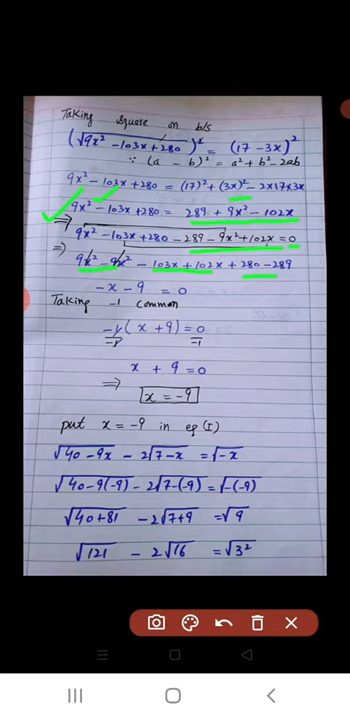 Taking square on b/s
(√9x² - 103x + 280)² = (17 - 3x)²
∵ (a - b)² = a² + b² - 2ab
9x² - 103x + 280 = (17)² + (3x)² - 2x17x3x
⇒ 9x² - 103x + 280 = 289 + 9x² - 102x
9x² - 103x + 280 - 289 - 9x² + 102x = 0
⇒ 9x² - 9x² - 103x + 102x + 280 - 289
- x - 9 = 0
Taking -1 common
-1(x + 9) = 0
-1 -1
x + 9 = 0
⇒ x = -9
put x = -9 in eq (I)
√40 - 9x - 2√7 - x = √-x
√40 - 9(-9) - 2√7 - (-9) = √-(-9)
√40 + 81 - 2√7 + 9 = √9
√121 - 2√16 = √3²